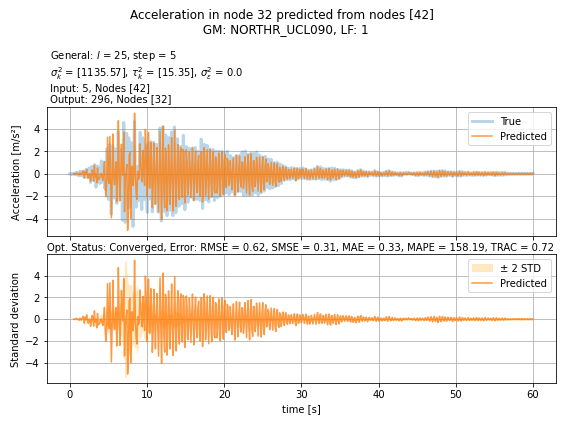 Acceleration in node 32 predicted from nodes [42]
GM: NORTHR_UCL090, LF: 1
General: l = 25, step = 5
σ²ₖ = [1135.57], τ²ₖ = [15.35], σ²ε = 0.0
Input: 5, Nodes [42]
Output: 296, Nodes [32]
Acceleration [m/s²]
4
2
0
−2
−4
True
Predicted
Opt. Status: Converged, Error: RMSE = 0.62, SMSE = 0.31, MAE = 0.33, MAPE = 158.19, TRAC = 0.72
Standard deviation
4
2
0
−2
−4
± 2 STD
Predicted
0 10 20 30 40 50 60
time [s]